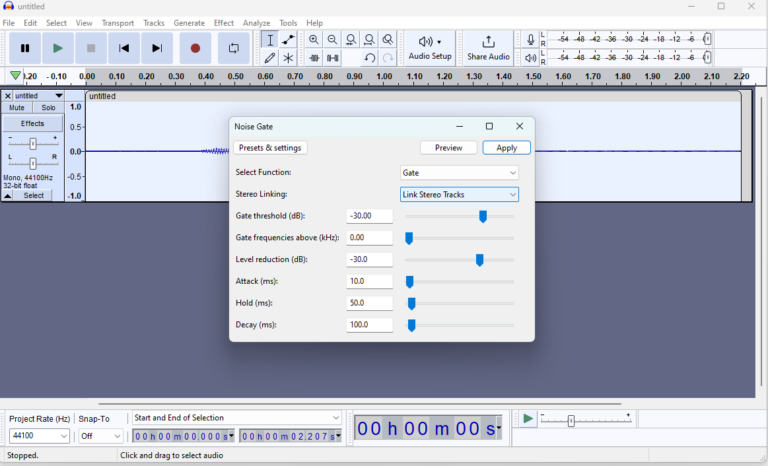 untitled
File Edit Select View Transport Tracks Generate Effect Analyze Tools Help
Audio Setup
Share Audio
L
R
-54 -48 -42 -36 -30 -24 -18 -12 -6
L
R
-54 -48 -42 -36 -30 -24 -18 -12 -6
-0.10 0.00 0.10 0.20 0.30 0.40 0.50 0.60 0.70 0.80 0.90 1.00 1.10 1.20 1.30 1.40 1.50 1.60 1.70 1.80 1.90 2.00 2.10 2.20
untitled
Mute Solo
Effects
- +
L R
Mono, 44100Hz
32-bit float
Select
1.0
0.5-
0.0-
-0.5-
-1.0
untitled
Noise Gate
Presets & settings
Preview
Apply
Select Function: Gate
Stereo Linking: Link Stereo Tracks
Gate threshold (dB): -30.00
Gate frequencies above (kHz): 0.00
Level reduction (dB): -30.0
Attack (ms): 10.0
Hold (ms): 50.0
Decay (ms): 100.0
Project Rate (Hz)
44100
Snap-To
Off
Start and End of Selection
00 h 00 m 00.000 s
00 h 00 m 02.207 s
00 h 00 m 00 s
- +
Stopped.
Click and drag to select audio